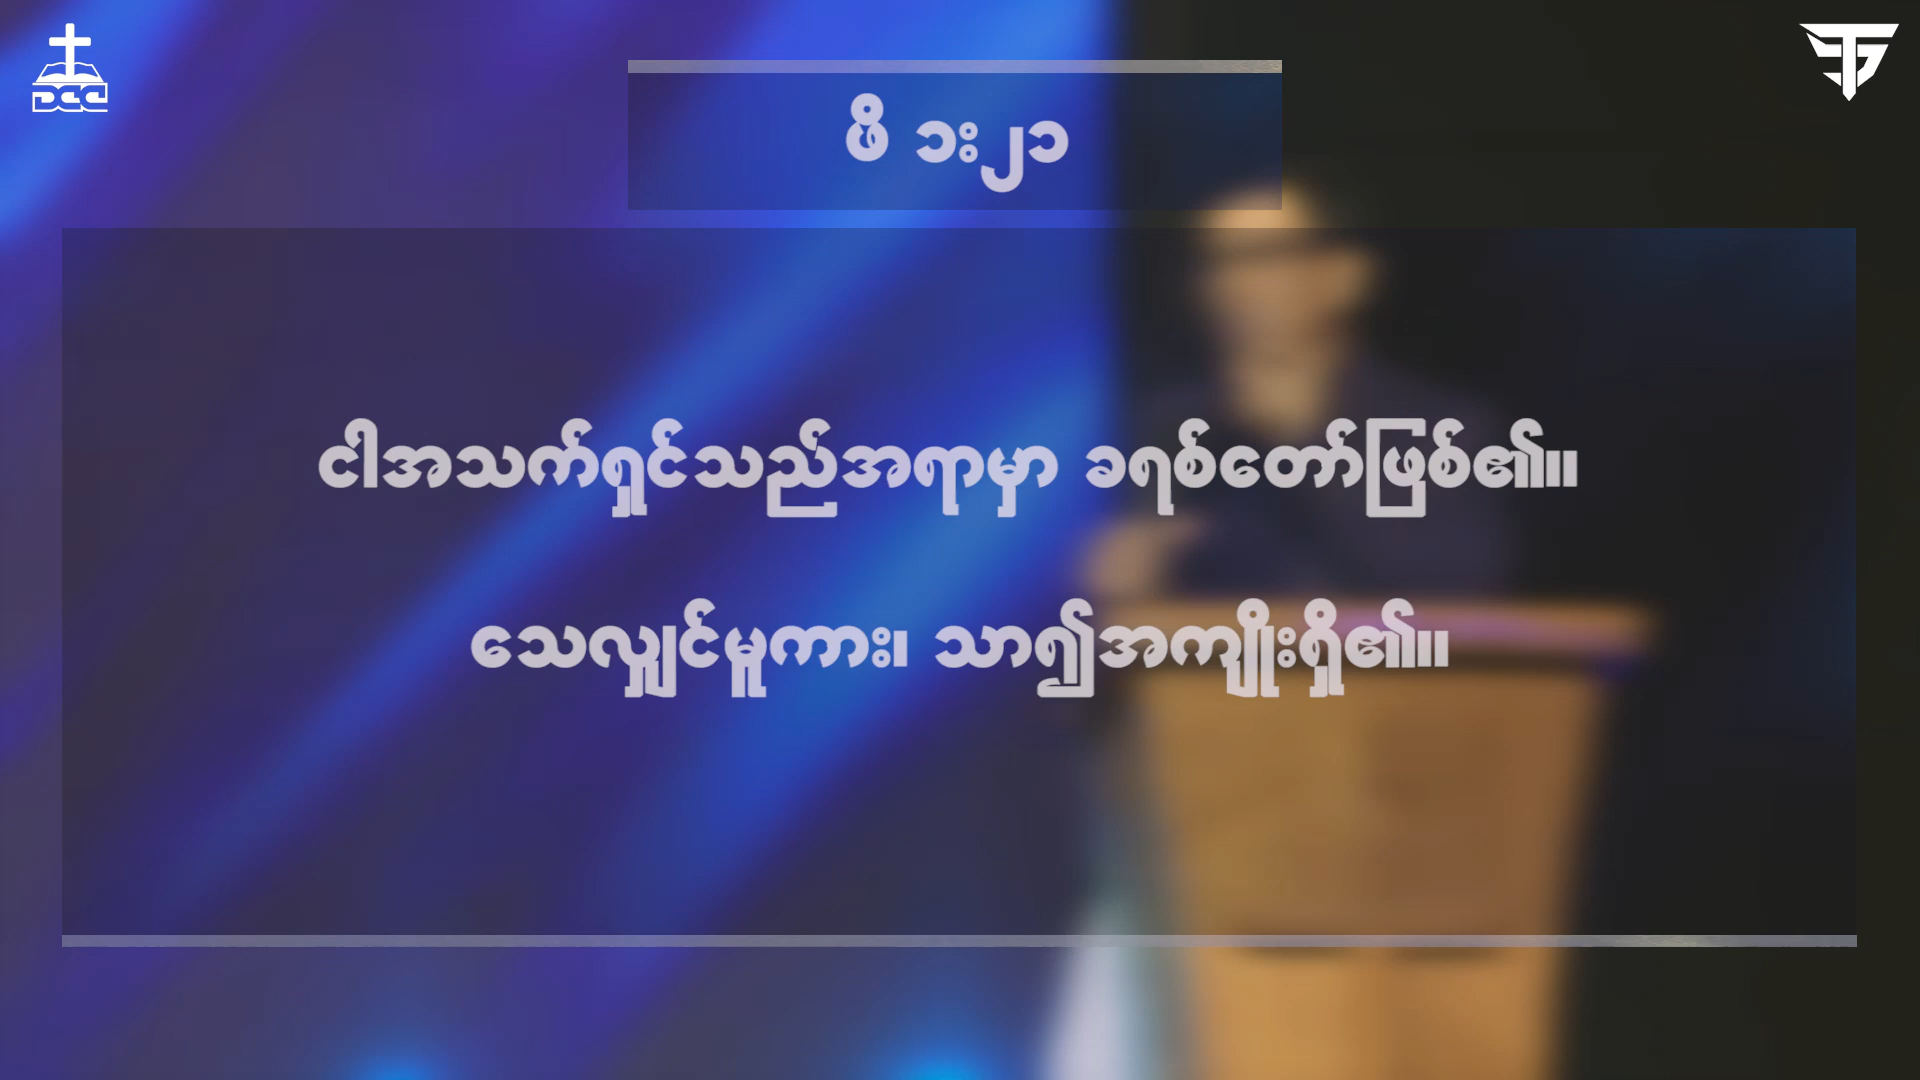 DCC
ဖိ ၁း၂၁
ငါအသက်ရှင်သည်အရာမှာ ခရစ်တော်ဖြစ်၏။
သေလျှင်မူကား၊ သာ၍အကျိုးရှိ၏။